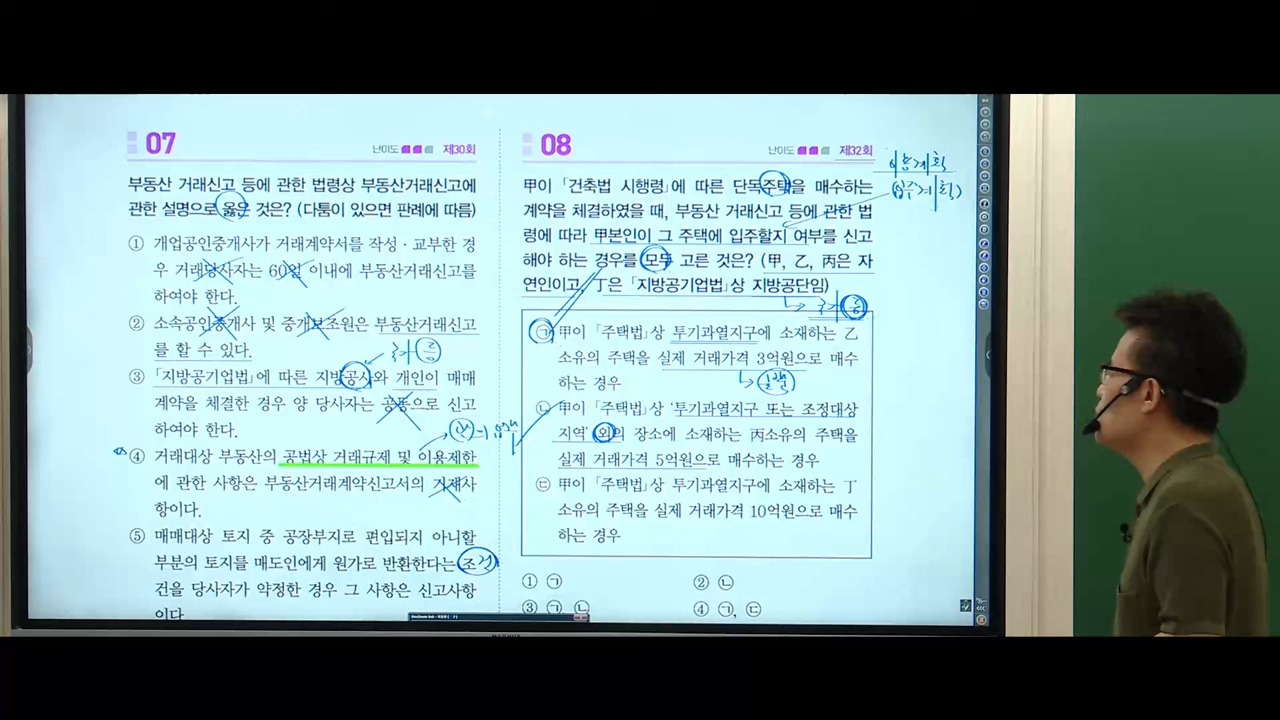 07
난이도 제30회
부동산 거래신고 등에 관한 법령상 부동산거래신고에
관한 설명으로 옳은 것은? (다툼이 있으면 판례에 따름)
① 개업공인중개사가 거래계약서를 작성·교부한 경
우 거래당사자는 60일 이내에 부동산거래신고를
하여야 한다.
② 소속공인중개사 및 중개보조원은 부동산거래신고
를 할 수 있다.
③ 「지방공기업법」에 따른 지방공사와 개인이 매매
계약을 체결한 경우 양 당사자는 공동으로 신고
하여야 한다.
④ 거래대상 부동산의 공법상 거래규제 및 이용제한
에 관한 사항은 부동산거래계약신고서의 기재사
항이다.
⑤ 매매대상 토지 중 공장부지로 편입되지 아니할
부분의 토지를 매도인에게 원가로 반환한다는 조건
건을 당사자가 약정한 경우 그 사항은 신고사항
이다
08
난이도 제32회
이용계획
(입주계획)
甲이 「건축법 시행령」에 따른 단독주택을 매수하는
계약을 체결하였을 때, 부동산 거래신고 등에 관한 법
령에 따라 甲본인이 그 주택에 입주할지 여부를 신고
해야 하는 경우를 모두 고른 것은? (甲, 乙, 丙은 자
연인이고, 丁은 「지방공기업법」상 지방공단임)
㉠ 甲이 「주택법」상 투기과열지구에 소재하는 乙
소유의 주택을 실제 거래가격 3억원으로 매수
하는 경우
㉡ 甲이 「주택법」상 '투기과열지구 또는 조정대상
지역' 외의 장소에 소재하는 丙소유의 주택을
실제 거래가격 5억원으로 매수하는 경우
㉢ 甲이 「주택법」상 투기과열지구에 소재하는 丁
소유의 주택을 실제 거래가격 10억원으로 매수
하는 경우
① ㉠ ② ㉡
③ ㉠, ㉡ ④ ㉠, ㉢